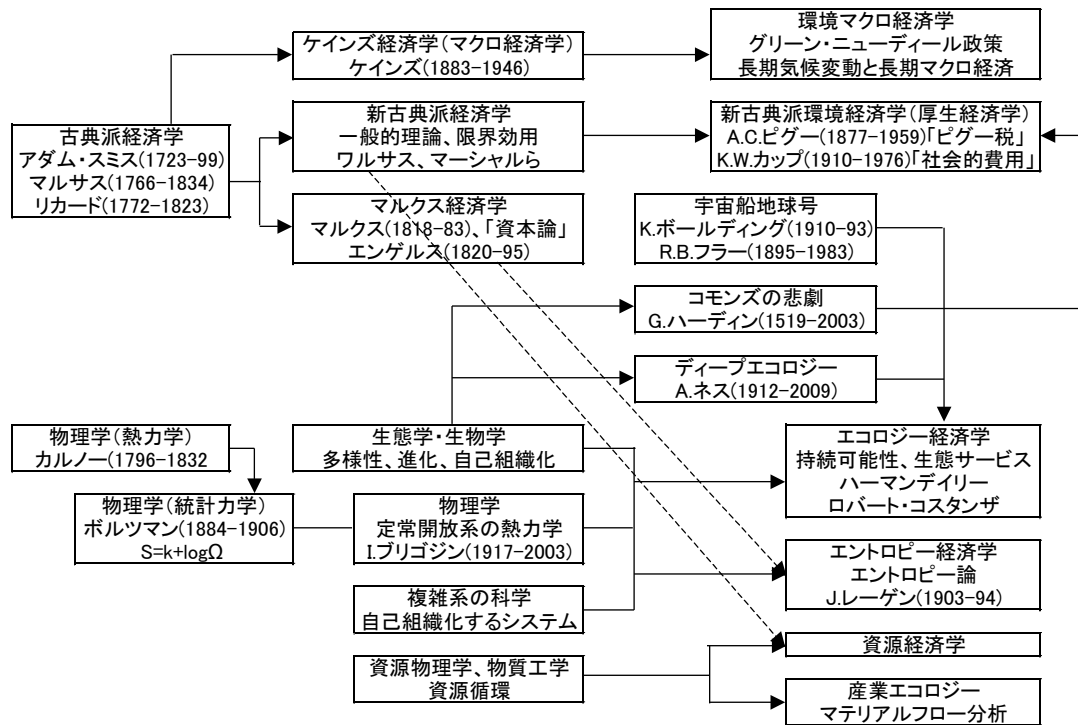 ケインズ経済学(マクロ経済学)
ケインズ(1883-1946)
環境マクロ経済学
グリーン・ニューディール政策
長期気候変動と長期マクロ経済
古典派経済学
アダム・スミス(1723-99)
マルサス(1766-1834)
リカード(1772-1823)
新古典派経済学
一般的理論、限界効用
ワルサス、マーシャルら
新古典派環境経済学(厚生経済学)
A.C.ピグー(1877-1959)「ピグー税」
K.W.カップ(1910-1976)「社会的費用」
マルクス経済学
マルクス(1818-83)、「資本論」
エンゲルス(1820-95)
宇宙船地球号
K.ボールディング(1910-93)
R.B.フラー(1895-1983)
コモンズの悲劇
G.ハーディン(1519-2003)
ディープエコロジー
A.ネス(1912-2009)
物理学(熱力学)
カルノー(1796-1832
生態学・生物学
多様性、進化、自己組織化
エコロジー経済学
持続可能性、生態サービス
ハーマンデイリー
ロバート・コスタンザ
物理学(統計力学)
ボルツマン(1884-1906)
S=k+logΩ
物理学
定常開放系の熱力学
I.プリゴジン(1917-2003)
エントロピー経済学
エントロピー論
J.レーゲン(1903-94)
複雑系の科学
自己組織化するシステム
資源経済学
資源物理学、物質工学
資源循環
産業エコロジー
マテリアルフロー分析